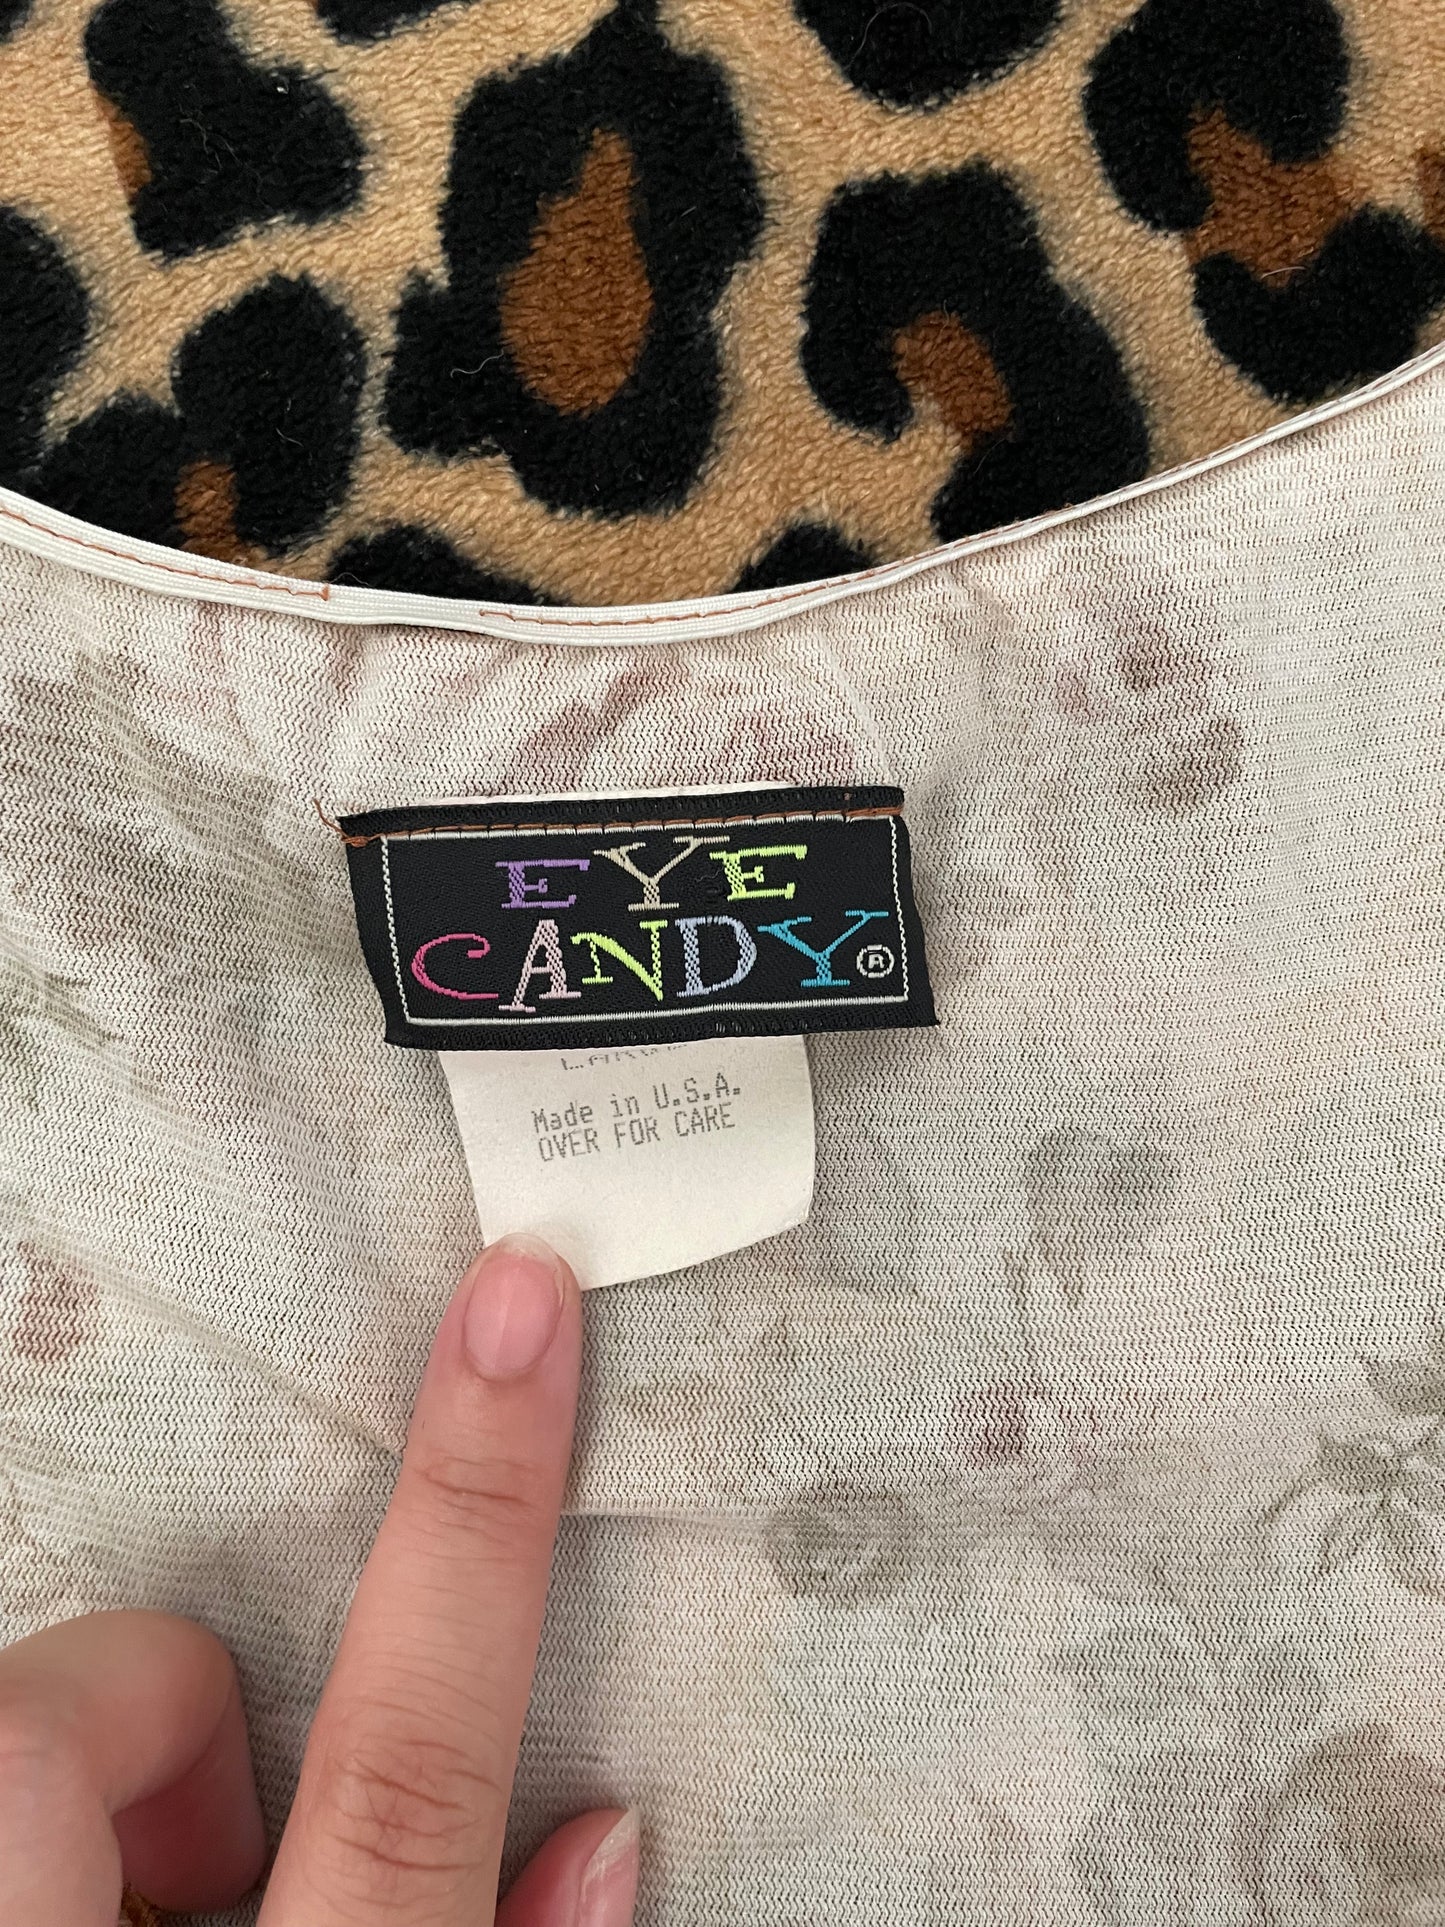 EYE
CANDY®
Made in U.S.A.
OVER FOR CARE